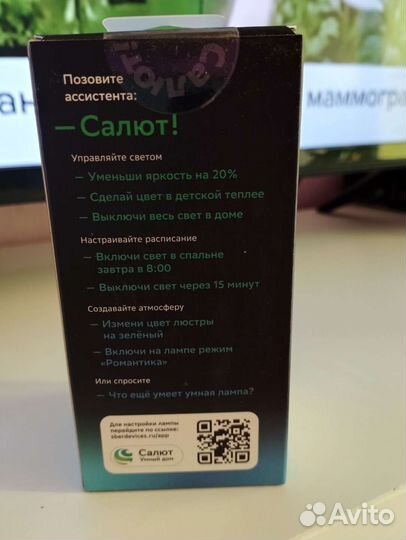 Салют!
Позовите
ассистента:
— Салют!
Управляйте светом
— Уменьши яркость на 20%
— Сделай цвет в детской теплее
— Выключи весь свет в доме
Настраивайте расписание
— Включи свет в спальне
завтра в 8:00
— Выключи свет через 15 минут
Создавайте атмосферу
— Измени цвет люстры
на зелёный
— Включи на лампе режим
«Романтика»
Или спросите
— Что ещё умеет умная лампа?
Для настройки лампы
перейдите по ссылке:
sberdevices.ru/app
Салют
Умный дом
ан
маммогра
Avito